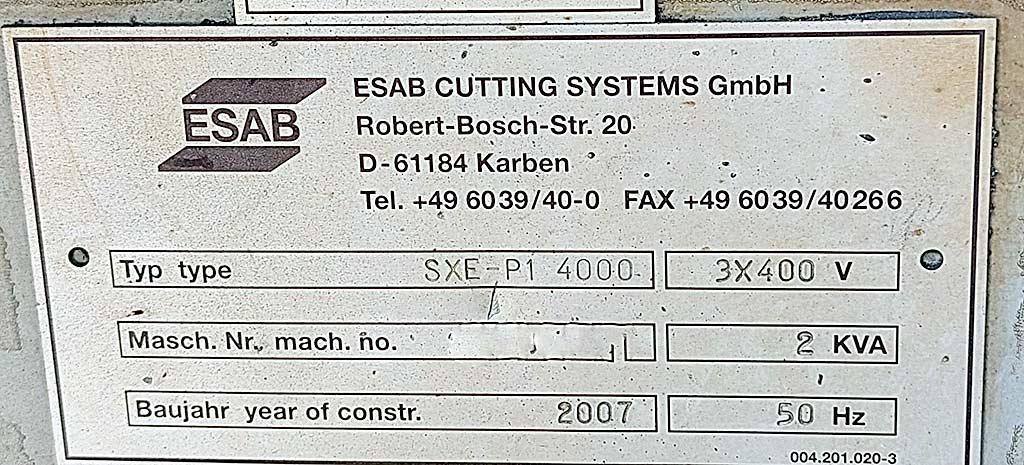 ESAB
ESAB CUTTING SYSTEMS GmbH
Robert-Bosch-Str. 20
D-61184 Karben
Tel. +49 6039/40-0 FAX +49 6039/40266
Typ type SXE-P1 4000 3X400 V
Masch. Nr. mach. no. 2 KVA
Baujahr year of constr. 2007 50 Hz
004.201.020-3